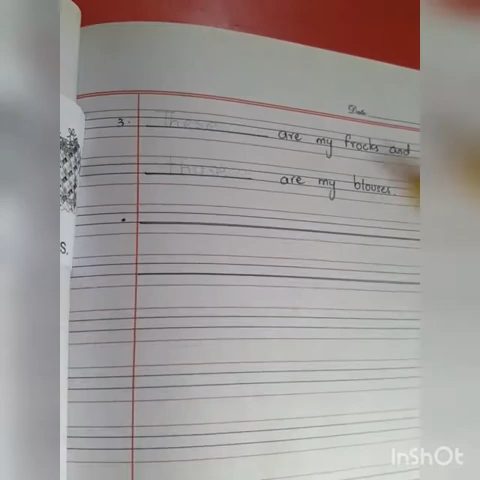 Date
3. These are my frocks and
Those are my blouses.
S.
InShOt